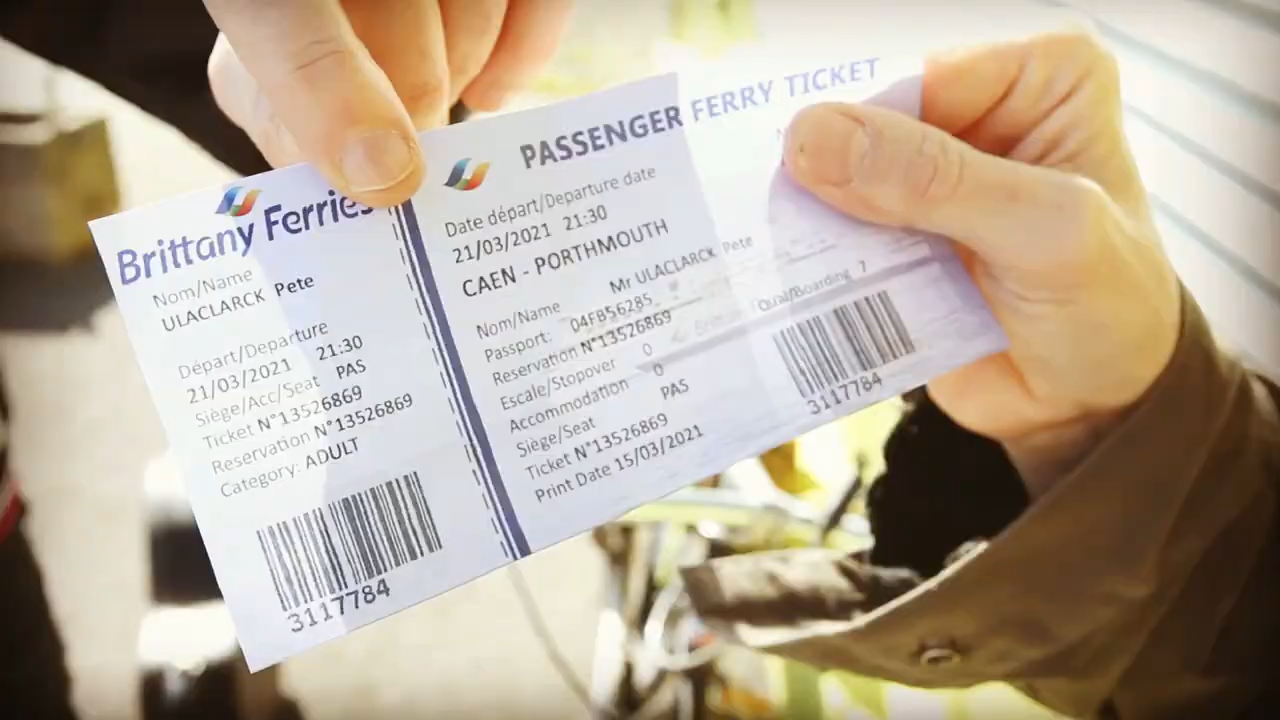 Brittany Ferries
Nom/Name
ULACLARCK Pete
Départ/Departure
21/03/2021 21:30
Siège/Acc/Seat PAS
Ticket N°13526869
Reservation N°13526869
Category: ADULT
3117784
PASSENGER FERRY TICKET
Date départ/Departure date
21/03/2021 21:30
CAEN - PORTHMOUTH
Nom/Name Mr ULACLARCK Pete
Passport: 04FB56285
Reservation N°13526869
Escale/Stopover 0
Accommodation 0
Siège/Seat PAS
Ticket N°13526869
Print Date 15/03/2021
Quai/Boarding 7
3117784